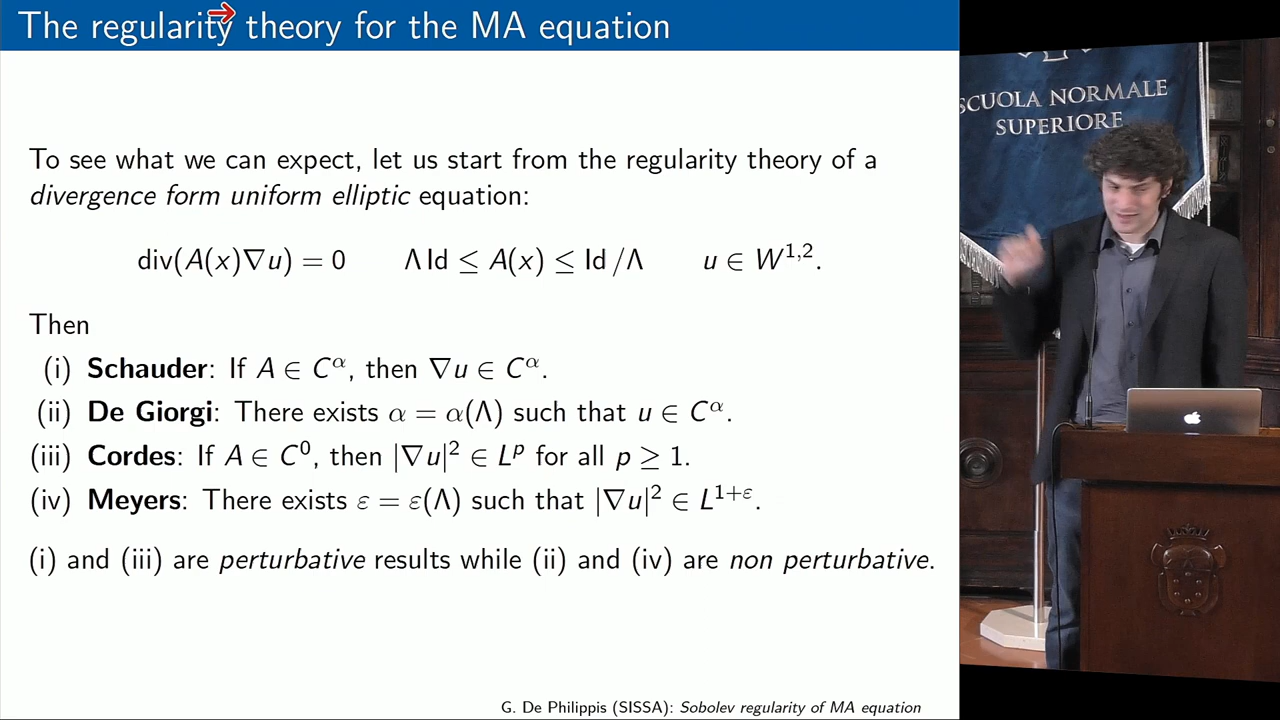 The regularity theory for the MA equation
To see what we can expect, let us start from the regularity theory of a
divergence form uniform elliptic equation:
div(A(x)∇u) = 0 Λ Id ≤ A(x) ≤ Id /Λ u ∈ W^{1,2}.
Then
(i) Schauder: If A ∈ C^α, then ∇u ∈ C^α.
(ii) De Giorgi: There exists α = α(Λ) such that u ∈ C^α.
(iii) Cordes: If A ∈ C^0, then |∇u|^2 ∈ L^p for all p ≥ 1.
(iv) Meyers: There exists ε = ε(Λ) such that |∇u|^2 ∈ L^{1+ε}.
(i) and (iii) are perturbative results while (ii) and (iv) are non perturbative.
G. De Philippis (SISSA): Sobolev regularity of MA equation
SCUOLA NORMALE
SUPERIORE